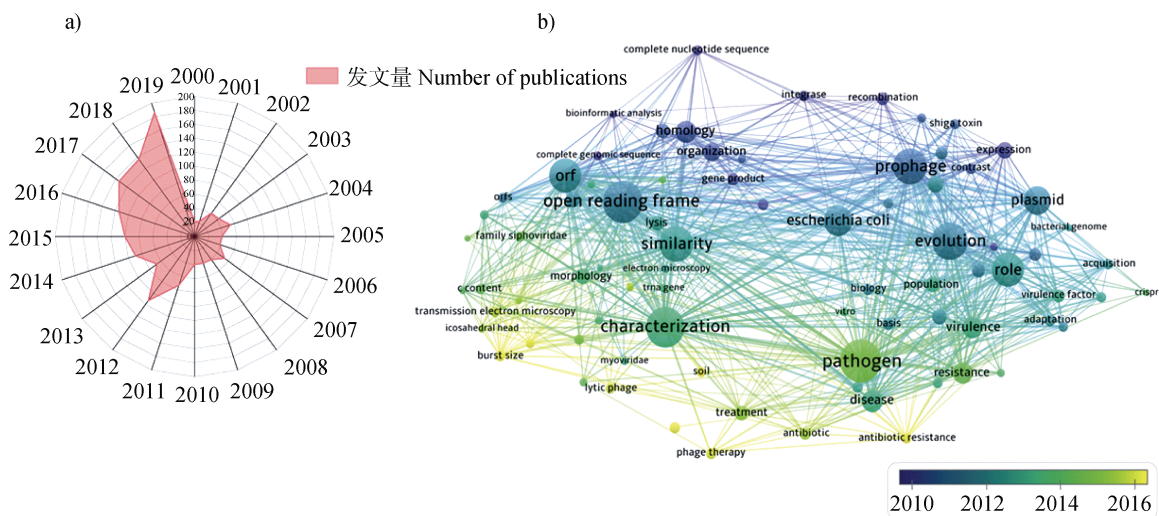 a)
b)
发文量 Number of publications
2000
2001
2002
2003
2004
2005
2006
2007
2008
2009
2010
2011
2012
2013
2014
2015
2016
2017
2018
2019
200
180
160
140
120
100
80
60
40
20
complete nucleotide sequence
integrase
recombination
bioinformatic analysis
shiga toxin
homology
organization
expression
complete genomic sequence
prophage
contrast
orf
gene product
orfs
open reading frame
plasmid
lysis
escherichia coli
bacterial genome
family siphoviridae
similarity
evolution
electron microscopy
role
acquisition
morphology
trna gene
biology
population
c content
virulence factor
crispr
transmission electron microscopy
vitro
icosahedral head
characterization
basis
virulence
adaptation
burst size
myoviridae
pathogen
soil
resistance
lytic phage
disease
treatment
antibiotic
antibiotic resistance
phage therapy
2010
2012
2014
2016